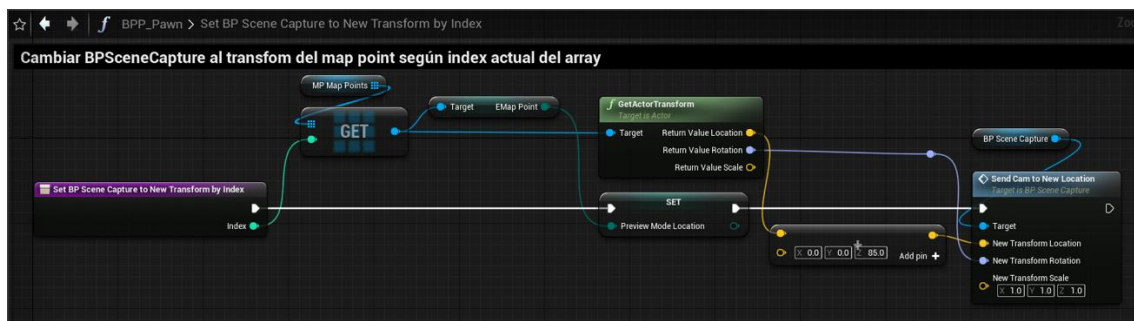 BPP_Pawn > Set BP Scene Capture to New Transform by Index
Zoo
Cambiar BPSceneCapture al transfom del map point según index actual del array
MP Map Points
GET
Target EMap Point
f GetActorTransform
Target is Actor
Target Return Value Location
Return Value Rotation
Return Value Scale
BP Scene Capture
Set BP Scene Capture to New Transform by Index
Index
SET
Preview Mode Location
X 0.0 Y 0.0 Z 85.0 Add pin +
Send Cam to New Location
Target is BP Scene Capture
Target
New Transform Location
New Transform Rotation
New Transform Scale
X 1.0 Y 1.0 Z 1.0